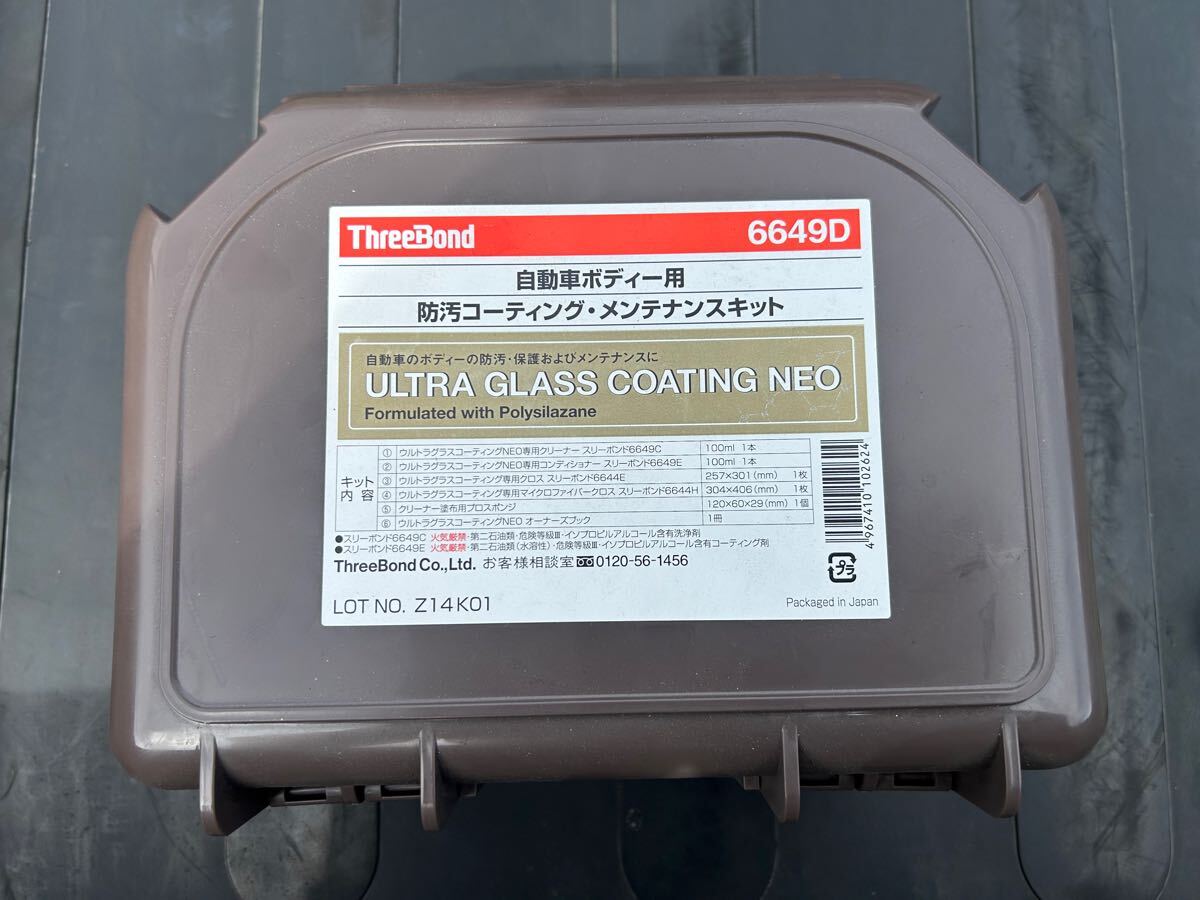 ThreeBond 6649D
自動車ボディー用
防汚コーティング・メンテナンスキット
自動車のボディーの防汚・保護およびメンテナンスに
ULTRA GLASS COATING NEO
Formulated with Polysilazane
キット内容
① ウルトラグラスコーティングNEO専用クリーナー スリーボンド6649C 100ml 1本
② ウルトラグラスコーティングNEO専用コンディショナー スリーボンド6649E 100ml 1本
③ ウルトラグラスコーティング専用クロス スリーボンド6644E 257×301(mm) 1枚
④ ウルトラグラスコーティング専用マイクロファイバークロス スリーボンド6644H 304×406(mm) 1枚
⑤ クリーナー塗布用プロスポンジ 120×60×29(mm) 1個
⑥ ウルトラグラスコーティングNEO オーナーズブック 1冊
●スリーボンド6649C 火気厳禁・第二石油類・危険等級Ⅲ・イソプロピルアルコール含有洗浄剤
●スリーボンド6649E 火気厳禁・第二石油類(水溶性)・危険等級Ⅲ・イソプロピルアルコール含有コーティング剤
ThreeBond Co.,Ltd. お客様相談室 0120-56-1456
LOT NO. Z14K01
4967410102624
プラ
Packaged in Japan